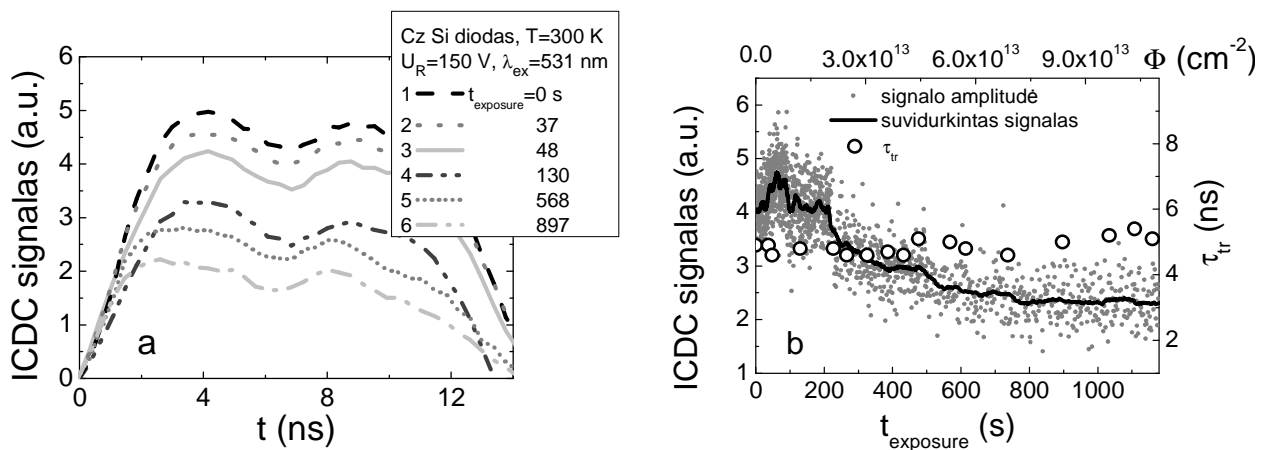 Cz Si diodas, T=300 K
U_R=150 V, λ_ex=531 nm
1 t_exposure=0 s
2 37
3 48
4 130
5 568
6 897
ICDC signalas (a.u.)
6
5
4
3
2
1
0
a
0 4 8 12
t (ns)
0.0 3.0x10^13 6.0x10^13 9.0x10^13 Φ (cm^-2)
signalo amplitudė
suvidurkintas signalas
τ_tr
ICDC signalas (a.u.)
6
5
4
3
2
1
b
8
6
4
2
τ_tr (ns)
0 200 400 600 800 1000
t_exposure (s)